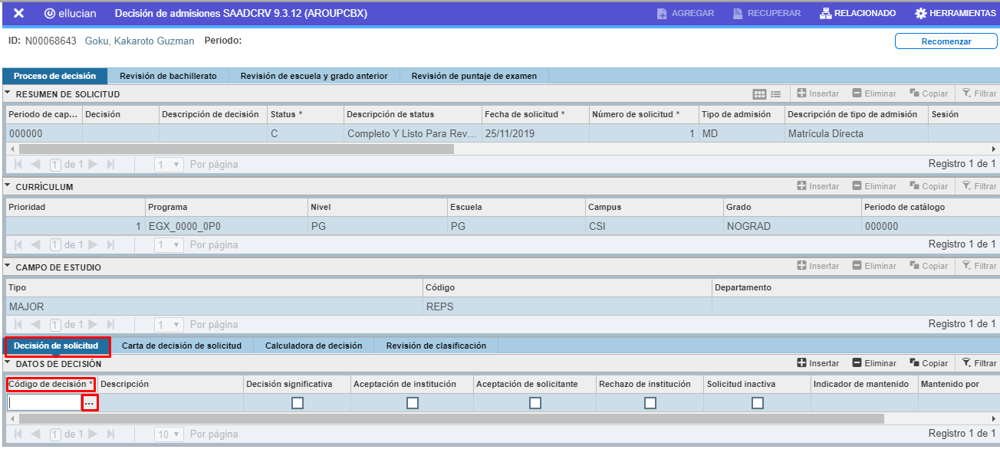 ellucian Decisión de admisiones SAADCRV 9.3.12 (AROUPCBX) AGREGAR RECUPERAR RELACIONADO HERRAMIENTAS
ID: N00068643 Goku, Kakaroto Guzman Periodo: Recomenzar
Proceso de decisión Revisión de bachillerato Revisión de escuela y grado anterior Revisión de puntaje de examen
RESUMEN DE SOLICITUD Insertar Eliminar Copiar Filtrar
Periodo de cap... Decisión Descripción de decisión Status * Descripción de status Fecha de solicitud * Número de solicitud * Tipo de admisión Descripción de tipo de admisión Sesión
000000 C Completo Y Listo Para Rev... 25/11/2019 1 MD Matrícula Directa
1 de 1 1 Por página Registro 1 de 1
CURRÍCULUM Insertar Eliminar Copiar Filtrar
Prioridad Programa Nivel Escuela Campus Grado Periodo de catálogo
1 EGX_0000_0P0 PG PG CSI NOGRAD 000000
1 de 1 1 Por página Registro 1 de 1
CAMPO DE ESTUDIO Insertar Eliminar Copiar Filtrar
Tipo Código Departamento
MAJOR REPS
1 de 1 1 Por página Registro 1 de 1
Decisión de solicitud Carta de decisión de solicitud Calculadora de decisión Revisión de clasificación
DATOS DE DECISIÓN Insertar Eliminar Copiar Filtrar
Código de decisión * Descripción Decisión significativa Aceptación de institución Aceptación de solicitante Rechazo de institución Solicitud inactiva Indicador de mantenido Mantenido por
...
1 de 1 10 Por página Registro 1 de 1